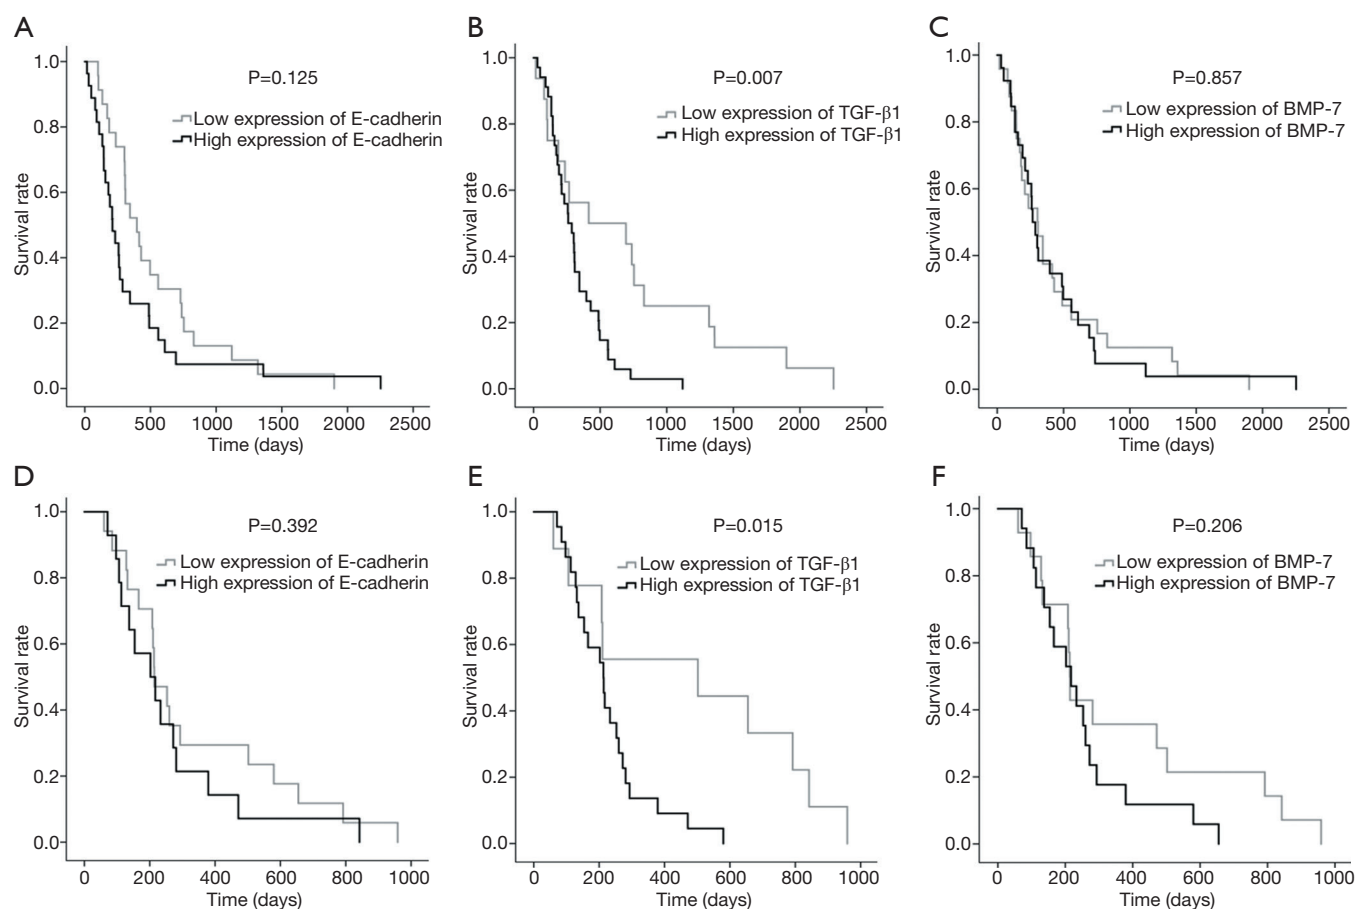 A
P=0.125
Low expression of E-cadherin
High expression of E-cadherin
1.0
0.8
0.6
0.4
0.2
0.0
Survival rate
0 500 1000 1500 2000 2500
Time (days)
B
P=0.007
Low expression of TGF-β1
High expression of TGF-β1
1.0
0.8
0.6
0.4
0.2
0.0
Survival rate
0 500 1000 1500 2000 2500
Time (days)
C
P=0.857
Low expression of BMP-7
High expression of BMP-7
1.0
0.8
0.6
0.4
0.2
0.0
Survival rate
0 500 1000 1500 2000 2500
Time (days)
D
P=0.392
Low expression of E-cadherin
High expression of E-cadherin
1.0
0.8
0.6
0.4
0.2
0.0
Survival rate
0 200 400 600 800 1000
Time (days)
E
P=0.015
Low expression of TGF-β1
High expression of TGF-β1
1.0
0.8
0.6
0.4
0.2
0.0
Survival rate
0 200 400 600 800 1000
Time (days)
F
P=0.206
Low expression of BMP-7
High expression of BMP-7
1.0
0.8
0.6
0.4
0.2
0.0
Survival rate
0 200 400 600 800 1000
Time (days)